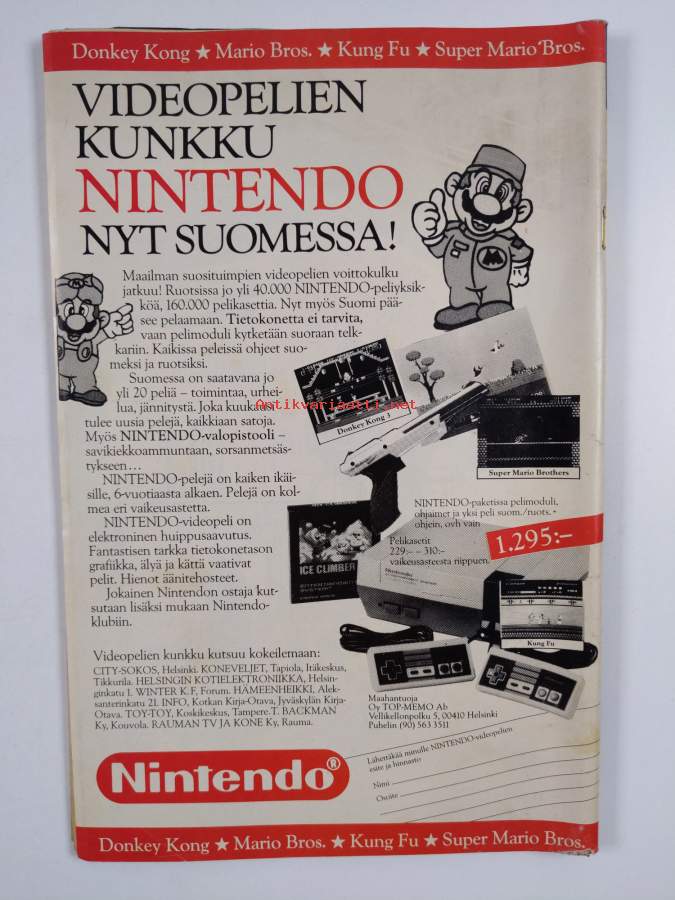 Donkey Kong ★ Mario Bros. ★ Kung Fu ★ Super Mario Bros.
VIDEOPELIEN
KUNKKU
NINTENDO
NYT SUOMESSA!
Maailman suosituimpien videopelien voittokulku
jatkuu! Ruotsissa jo yli 40.000 NINTENDO-peliyksik-
köä, 160.000 pelikasettia. Nyt myös Suomi pää-
see pelaamaan. Tietokonetta ei tarvita,
vaan pelimoduli kytketään suoraan telk-
kariin. Kaikissa peleissä ohjeet suo-
meksi ja ruotsiksi.
Suomessa on saatavana jo
yli 20 peliä – toimintaa, urhei-
lua, jännitystä. Joka kuukausi
tulee uusia pelejä, kaikkiaan satoja.
Myös NINTENDO-valopistooli –
savikiekkoammuntaan, sorsanmetsäs-
tykseen...
NINTENDO-pelejä on kaiken ikäi-
sille, 6-vuotiaasta alkaen. Pelejä on kol-
mea eri vaikeusastetta.
NINTENDO-videopeli on
elektroninen huippusaavutus.
Fantastisen tarkka tietokonetason
grafiikka, älyä ja kättä vaativat
pelit. Hienot äänitehosteet.
Jokainen Nintendon ostaja kut-
sutaan lisäksi mukaan Nintendo-
klubiin.
Antikvariaatti.net
Donkey Kong 3
Super Mario Brothers
ICE CLIMBER
NINTENDO-paketissa pelimoduli,
ohjaimet ja yksi peli suom./ruots.-
ohjein, ovh vain
1.295:–
Pelikasetit
229:– – 310:–
vaikeusasteesta riippuen.
Nintendo
Kung Fu
Videopelien kunkku kutsuu kokeilemaan:
CITY-SOKOS, Helsinki. KONEVELJET, Tapiola, Itäkeskus,
Tikkurila. HELSINGIN KOTIELEKTRONIIKKA, Helsin-
ginkatu 1. WINTER K.F, Forum. HÄMEENHEIKKI, Alek-
santerinkatu 21. INFO, Kotkan Kirja-Otava, Jyväskylän Kirja-
Otava. TOY-TOY, Koskikeskus, Tampere.T. BACKMAN
Ky, Kouvola. RAUMAN TV JA KONE Ky, Rauma.
Maahantuoja
Oy TOP-MEMO Ab
Vellikellonpolku 5, 00410 Helsinki
Puhelin (90) 563 3511
Lähettäkää minulle NINTENDO-videopelien
esite ja hinnasto
Nimi
Osoite
Nintendo®
Donkey Kong ★ Mario Bros. ★ Kung Fu ★ Super Mario Bros.